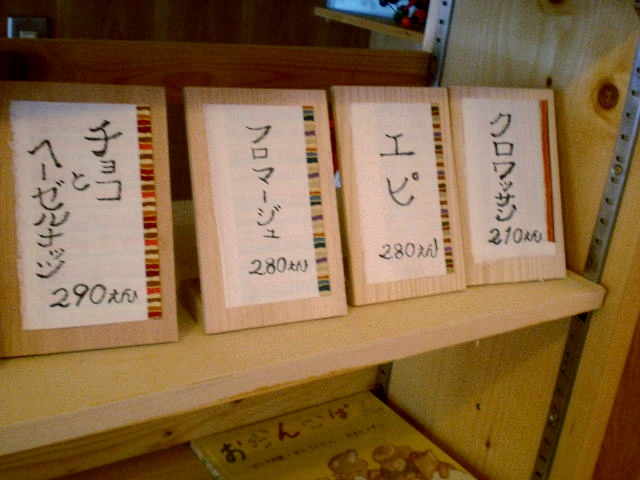 チョコ
と
ヘーゼルナッツ
290えん
フロマージュ
280えん
エピ
280えん
クロワッサン
210えん